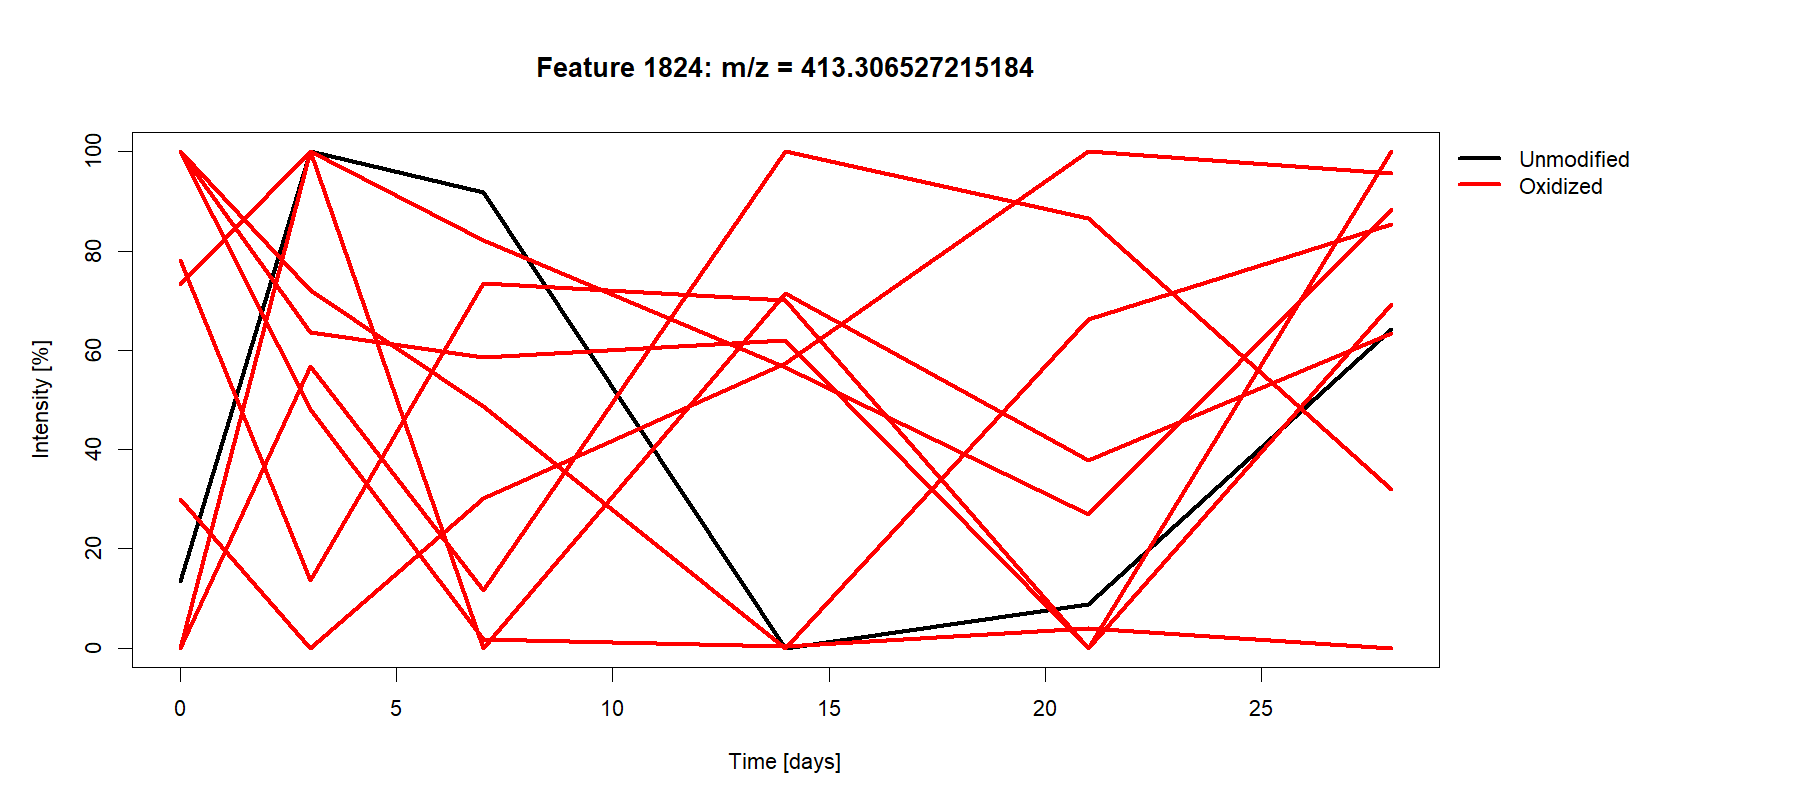 Feature 1824: m/z = 413.306527215184
Unmodified
Oxidized
Intensity [%]
100
80
60
40
20
0
0 5 10 15 20 25
Time [days]